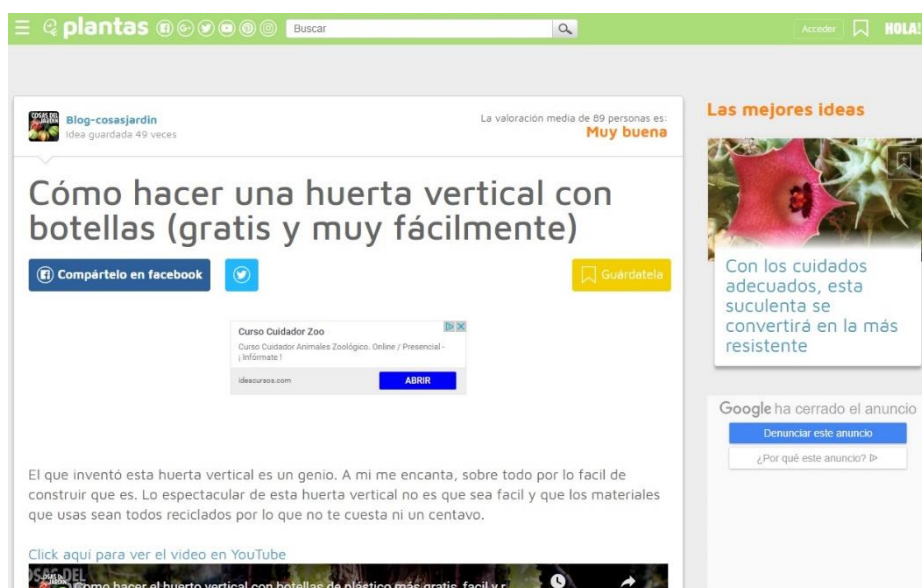 plantas
Buscar
Acceder
HOLA!
Blog-cosasjardin
Idea guardada 49 veces
La valoración media de 89 personas es:
Muy buena
Cómo hacer una huerta vertical con
botellas (gratis y muy fácilmente)
Compártelo en facebook
Guárdatela
Curso Cuidador Zoo
Curso Cuidador Animales Zoológico. Online / Presencial -
¡ Infórmate !
ideacursos.com
ABRIR
El que inventó esta huerta vertical es un genio. A mi me encanta, sobre todo por lo facil de
construir que es. Lo espectacular de esta huerta vertical no es que sea facil y que los materiales
que usas sean todos reciclados por lo que no te cuesta ni un centavo.
Click aquí para ver el video en YouTube
Como hacer el huerto vertical con botellas de plástico más gratis, facil y r
Las mejores ideas
Con los cuidados
adecuados, esta
suculenta se
convertirá en la más
resistente
Google ha cerrado el anuncio
Denunciar este anuncio
¿Por qué este anuncio?